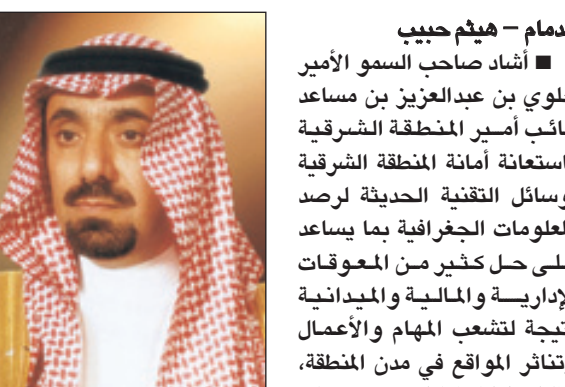 دمام – هيثم حبيب
■ أشاد صاحب السمو الأمير
لوي بن عبدالعزيز بن مساعد
ائب أمير المنطقة الشرقية
استعانة أمانة المنطقة الشرقية
وسائل التقنية الحديثة لرصد
لعلومات الجغرافية بما يساعد
لى حل كثير من المعوقات
لإدارية والمالية والميدانية
تيجة لتشعب المهام والأعمال
تناثر المواقع في مدن المنطقة،